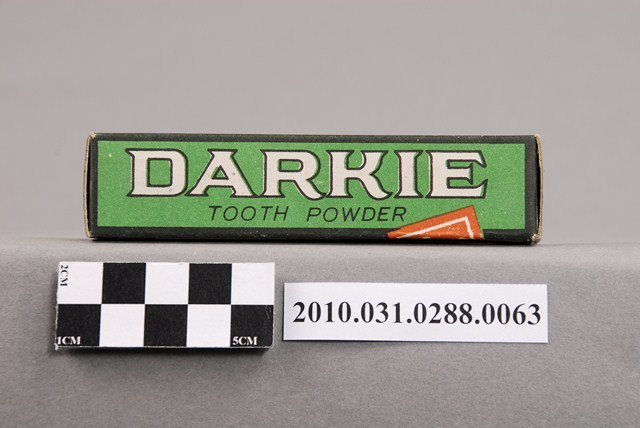 DARKIE
TOOTH POWDER
2CM
1CM
5CM
2010.031.0288.0063